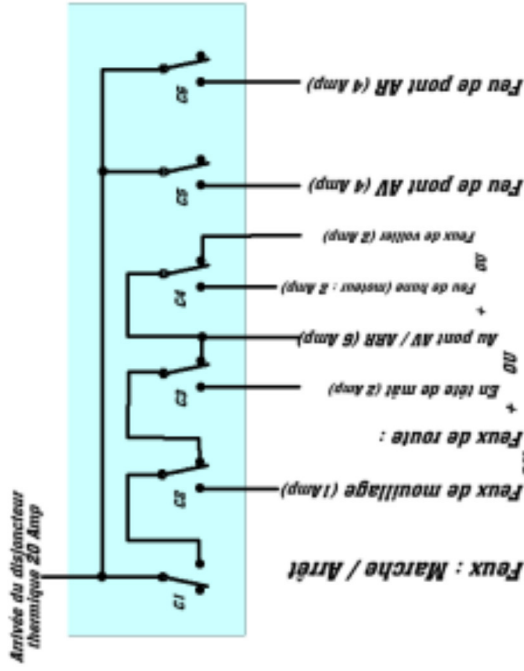 Arrivée du disjoncteur
thermique 20 Amp
C1
Feux : Marche / Arrêt
C2
Feux de mouillage (1Amp)
Feux de route :
C3
En tête de mât (2 Amp)
+
OU
Au pont AV / ARR (6 Amp)
+
C4
Feu de hune (moteur : 2 Amp)
OU
Feux de voilier (2 Amp)
C5
Feu de pont AV (4 Amp)
C6
Feu de pont AR (4 Amp)